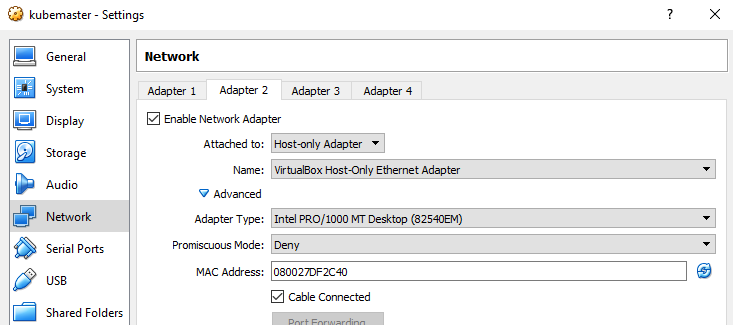 kubemaster - Settings
General
System
Display
Storage
Audio
Network
Serial Ports
USB
Shared Folders
Network
Adapter 1 Adapter 2 Adapter 3 Adapter 4
Enable Network Adapter
Attached to: Host-only Adapter
Name: VirtualBox Host-Only Ethernet Adapter
Advanced
Adapter Type: Intel PRO/1000 MT Desktop (82540EM)
Promiscuous Mode: Deny
MAC Address: 080027DF2C40
Cable Connected
Port Forwarding